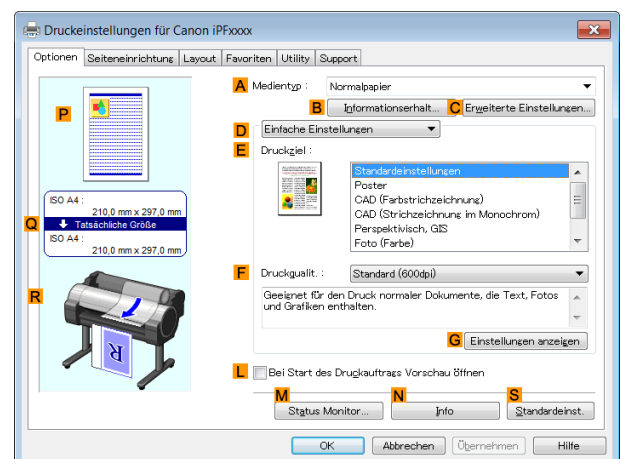 Druckeinstellungen für Canon iPFxxxx
Optionen Seiteneinrichtung Layout Favoriten Utility Support
A Medientyp : Normalpapier
B Informationserhalt... C Erweiterte Einstellungen...
D Einfache Einstellungen
E Druckziel :
P
Standardeinstellungen
Poster
CAD (Farbstrichzeichnung)
CAD (Strichzeichnung im Monochrom)
Perspektivisch, GIS
Foto (Farbe)
ISO A4 :
210,0 mm x 297,0 mm
Q Tatsächliche Größe
ISO A4 :
210,0 mm x 297,0 mm
F Druckqualit. : Standard (600dpi)
Geeignet für den Druck normaler Dokumente, die Text, Fotos
und Grafiken enthalten.
R
G Einstellungen anzeigen
L Bei Start des Druckauftrags Vorschau öffnen
M N S
Status Monitor... Info Standardeinst.
OK Abbrechen Übernehmen Hilfe